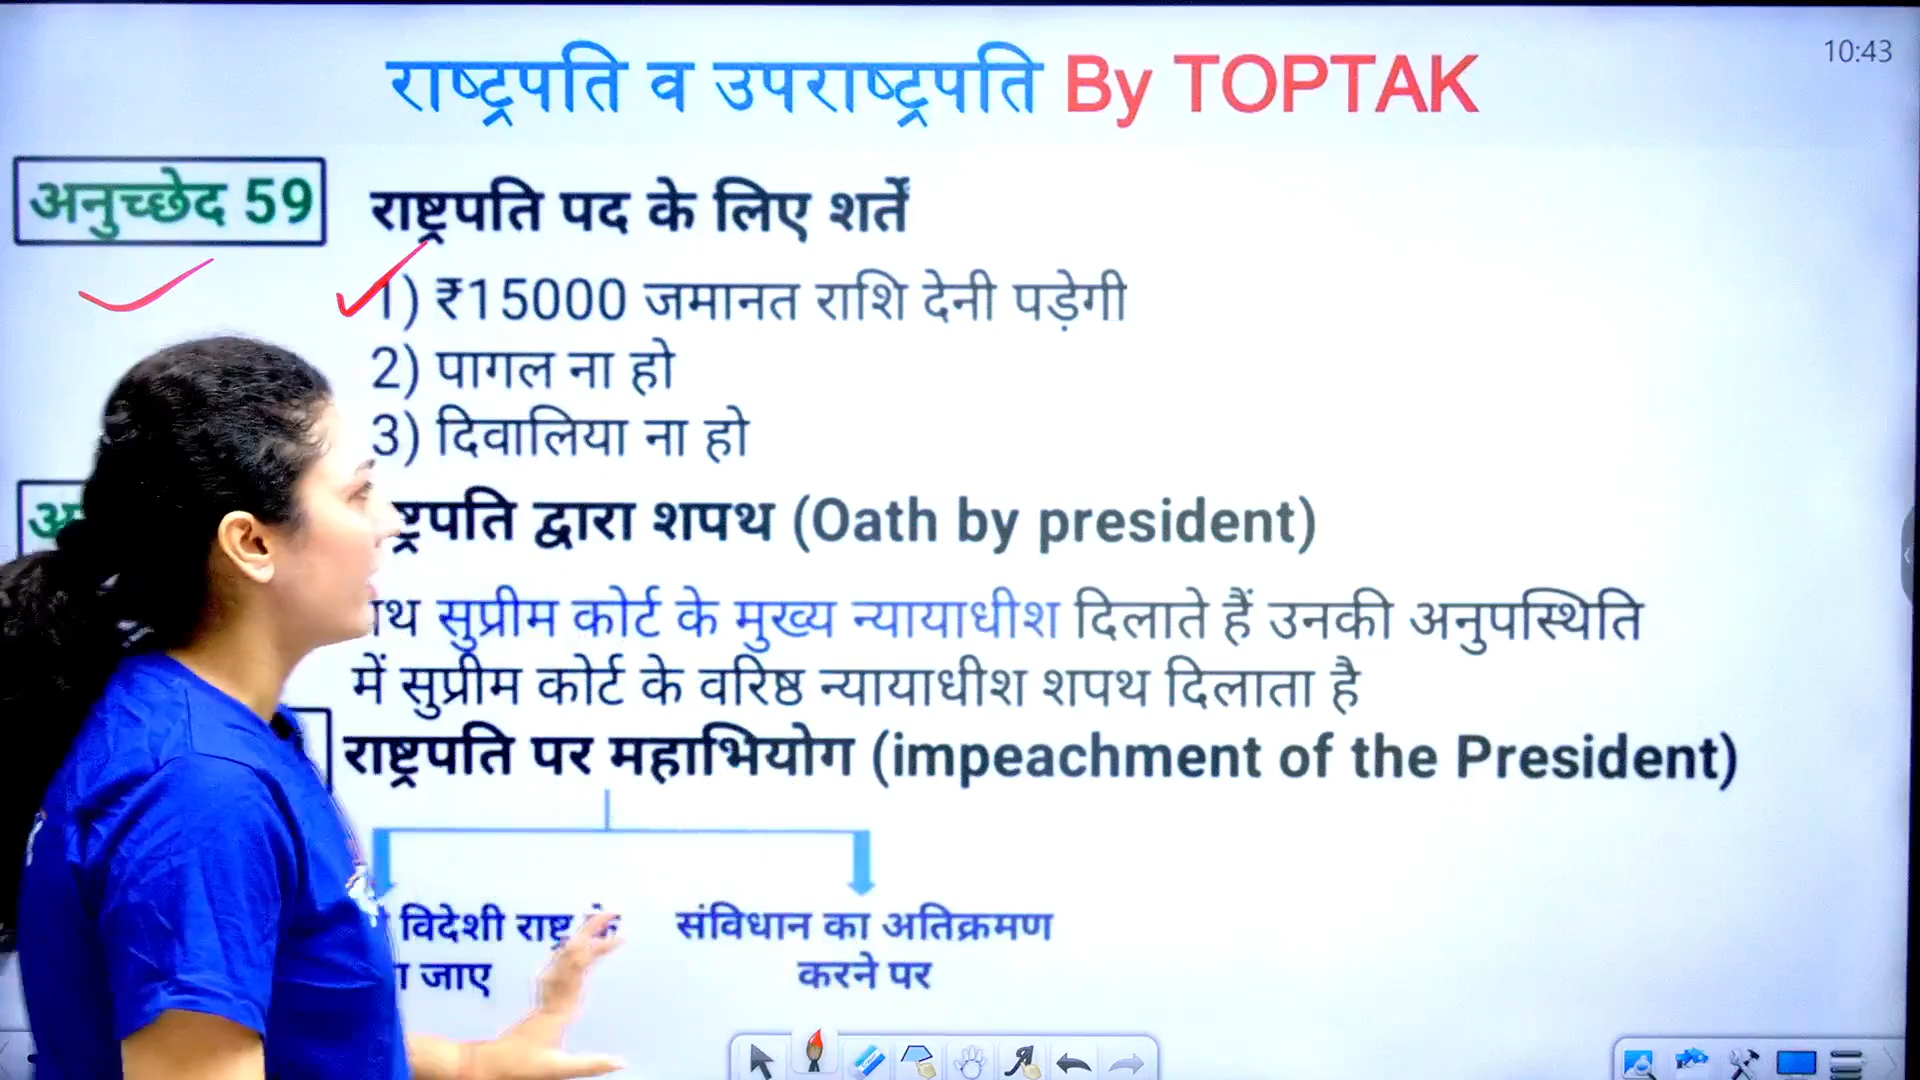 राष्ट्रपति व उपराष्ट्रपति By TOPTAK
10:43
अनुच्छेद 59
राष्ट्रपति पद के लिए शर्तें
1) ₹15000 जमानत राशि देनी पड़ेगी
2) पागल ना हो
3) दिवालिया ना हो
द्वारा शपथ (Oath by president)
सुप्रीम कोर्ट के मुख्य न्यायाधीश दिलाते हैं उनकी अनुपस्थिति
में सुप्रीम कोर्ट के वरिष्ठ न्यायाधीश शपथ दिलाता है
राष्ट्रपति पर महाभियोग (impeachment of the President)
विदेशी राष्ट्र के
जाए
संविधान का अतिक्रमण
करने पर